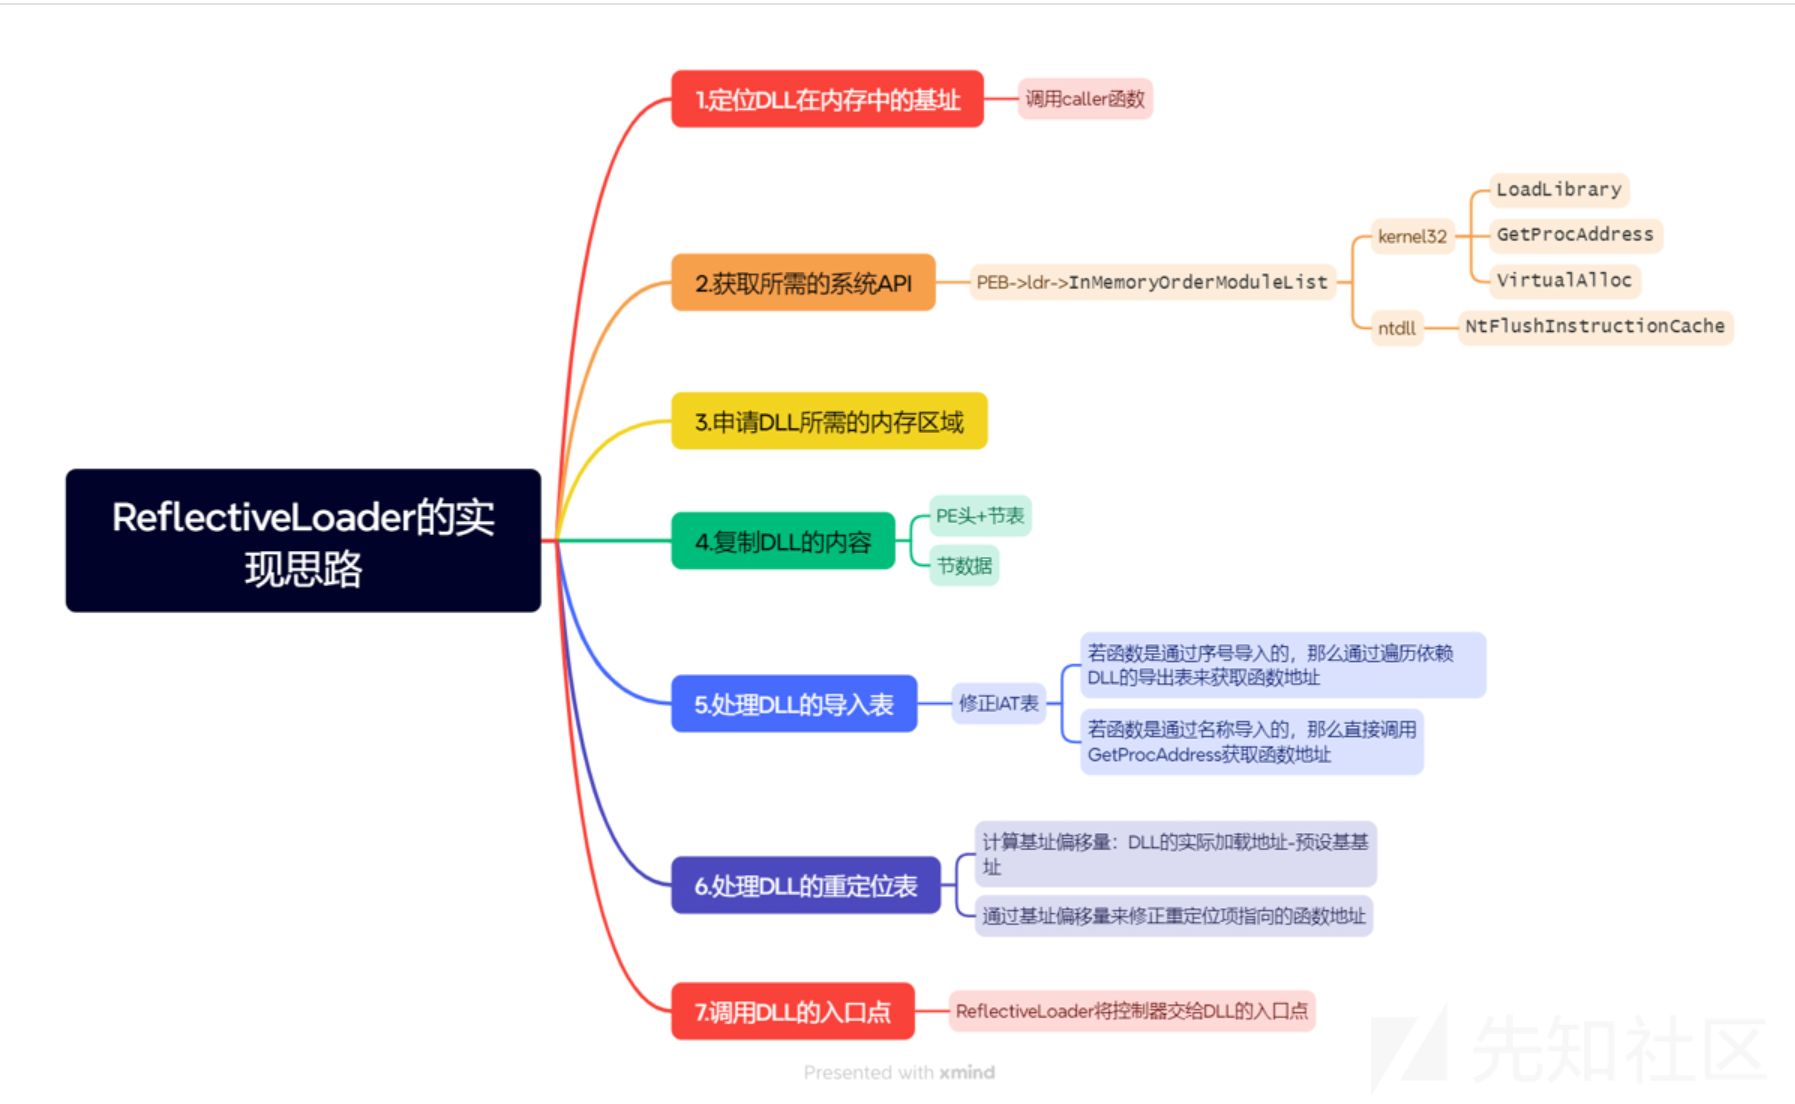 ReflectiveLoader的实
现思路
1.定位DLL在内存中的基址
调用caller函数
2.获取所需的系统API
PEB->ldr->InMemoryOrderModuleList
kernel32
LoadLibrary
GetProcAddress
VirtualAlloc
ntdll
NtFlushInstructionCache
3.申请DLL所需的内存区域
4.复制DLL的内容
PE头+节表
节数据
5.处理DLL的导入表
修正IAT表
若函数是通过序号导入的，那么通过遍历依赖
DLL的导出表来获取函数地址
若函数是通过名称导入的，那么直接调用
GetProcAddress获取函数地址
6.处理DLL的重定位表
计算基址偏移量：DLL的实际加载地址-预设基基
址
通过基址偏移量来修正重定位项指向的函数地址
7.调用DLL的入口点
ReflectiveLoader将控制器交给DLL的入口点
Presented with xmind
先知社区